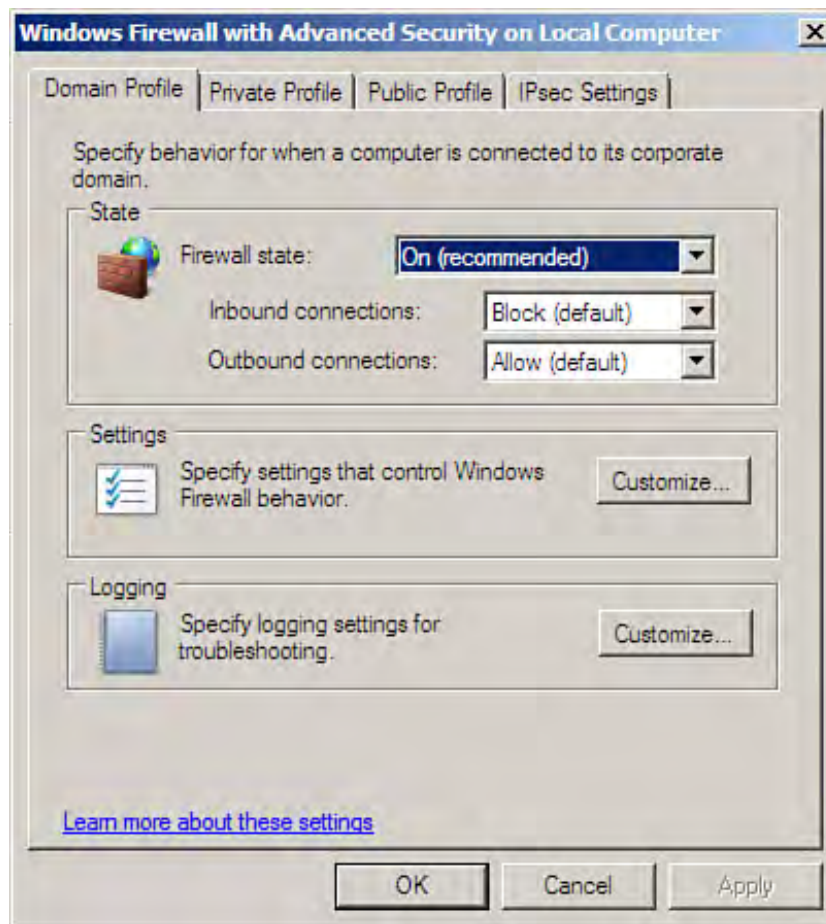 Windows Firewall with Advanced Security on Local Computer
Domain Profile
Private Profile
Public Profile
IPsec Settings
Specify behavior for when a computer is connected to its corporate
domain.
State
Firewall state:
On (recommended)
Inbound connections:
Block (default)
Outbound connections:
Allow (default)
Settings
Specify settings that control Windows
Firewall behavior.
Customize...
Logging
Specify logging settings for
troubleshooting.
Customize...
Learn more about these settings
OK
Cancel
Apply